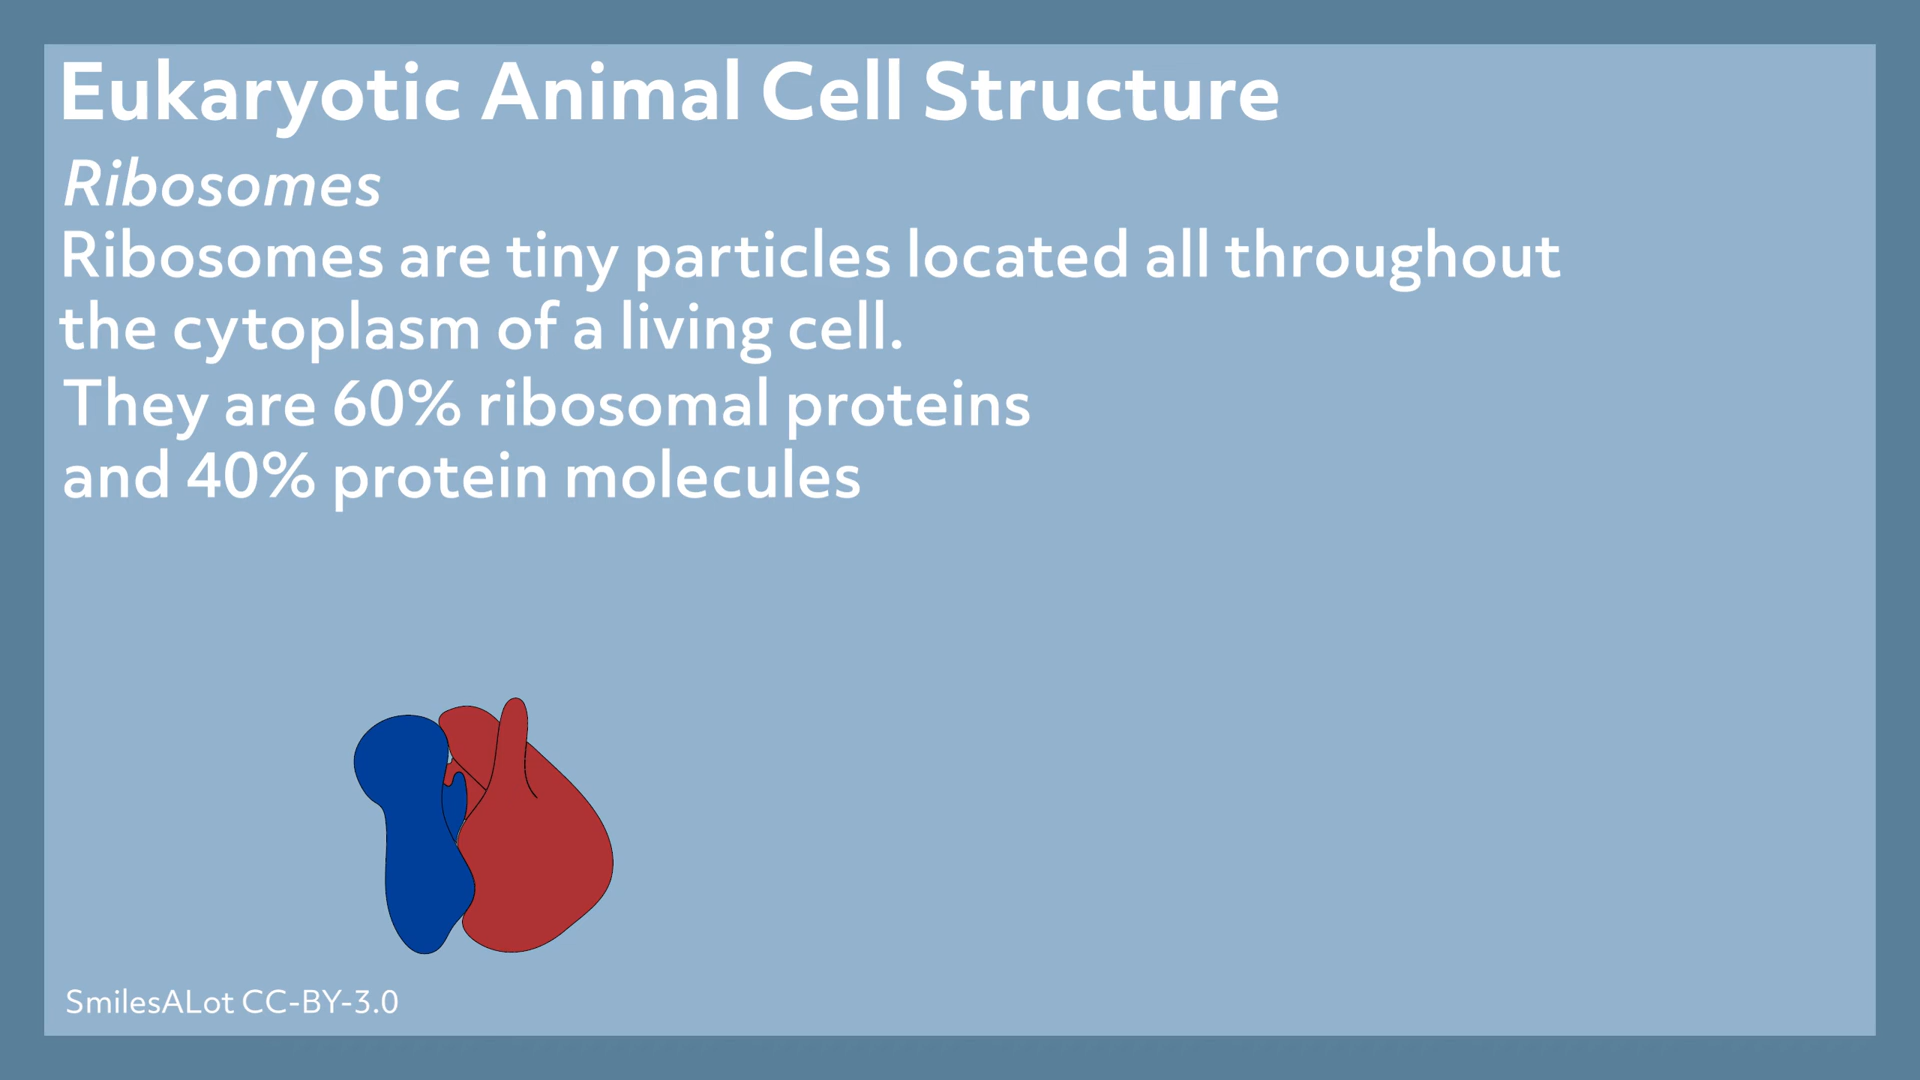 Eukaryotic Animal Cell Structure
Ribosomes
Ribosomes are tiny particles located all throughout
the cytoplasm of a living cell.
They are 60% ribosomal proteins
and 40% protein molecules
SmilesALot CC-BY-3.0